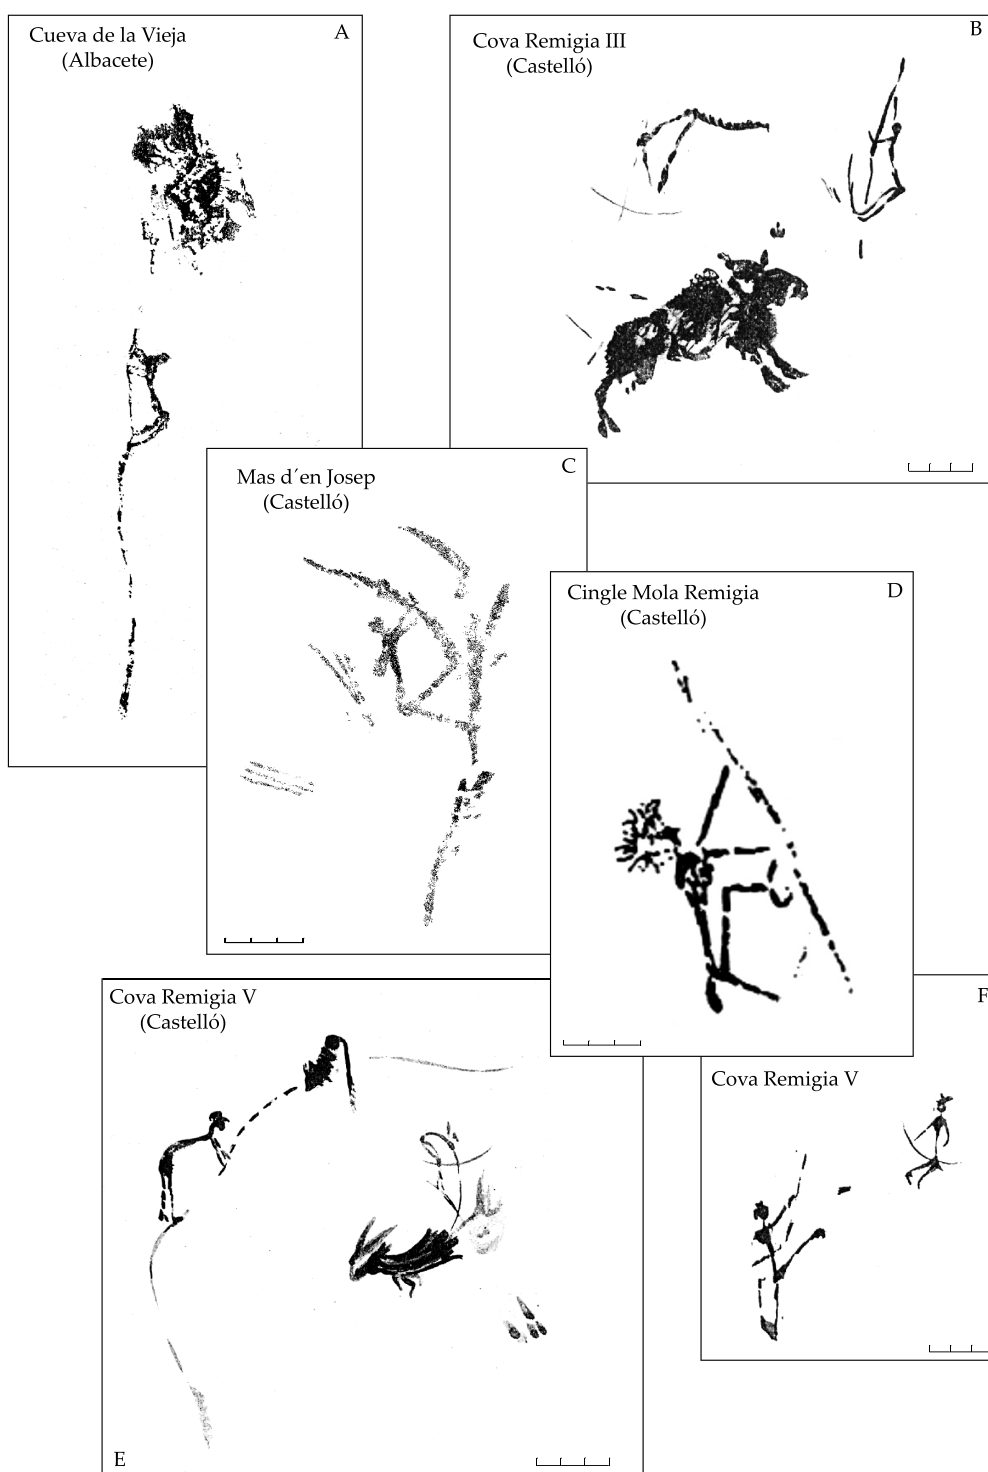 Cueva de la Vieja
(Albacete)
A
Cova Remigia III
(Castelló)
B
Mas d´en Josep
(Castelló)
C
Cingle Mola Remigia
(Castelló)
D
Cova Remigia V
(Castelló)
E
Cova Remigia V
F